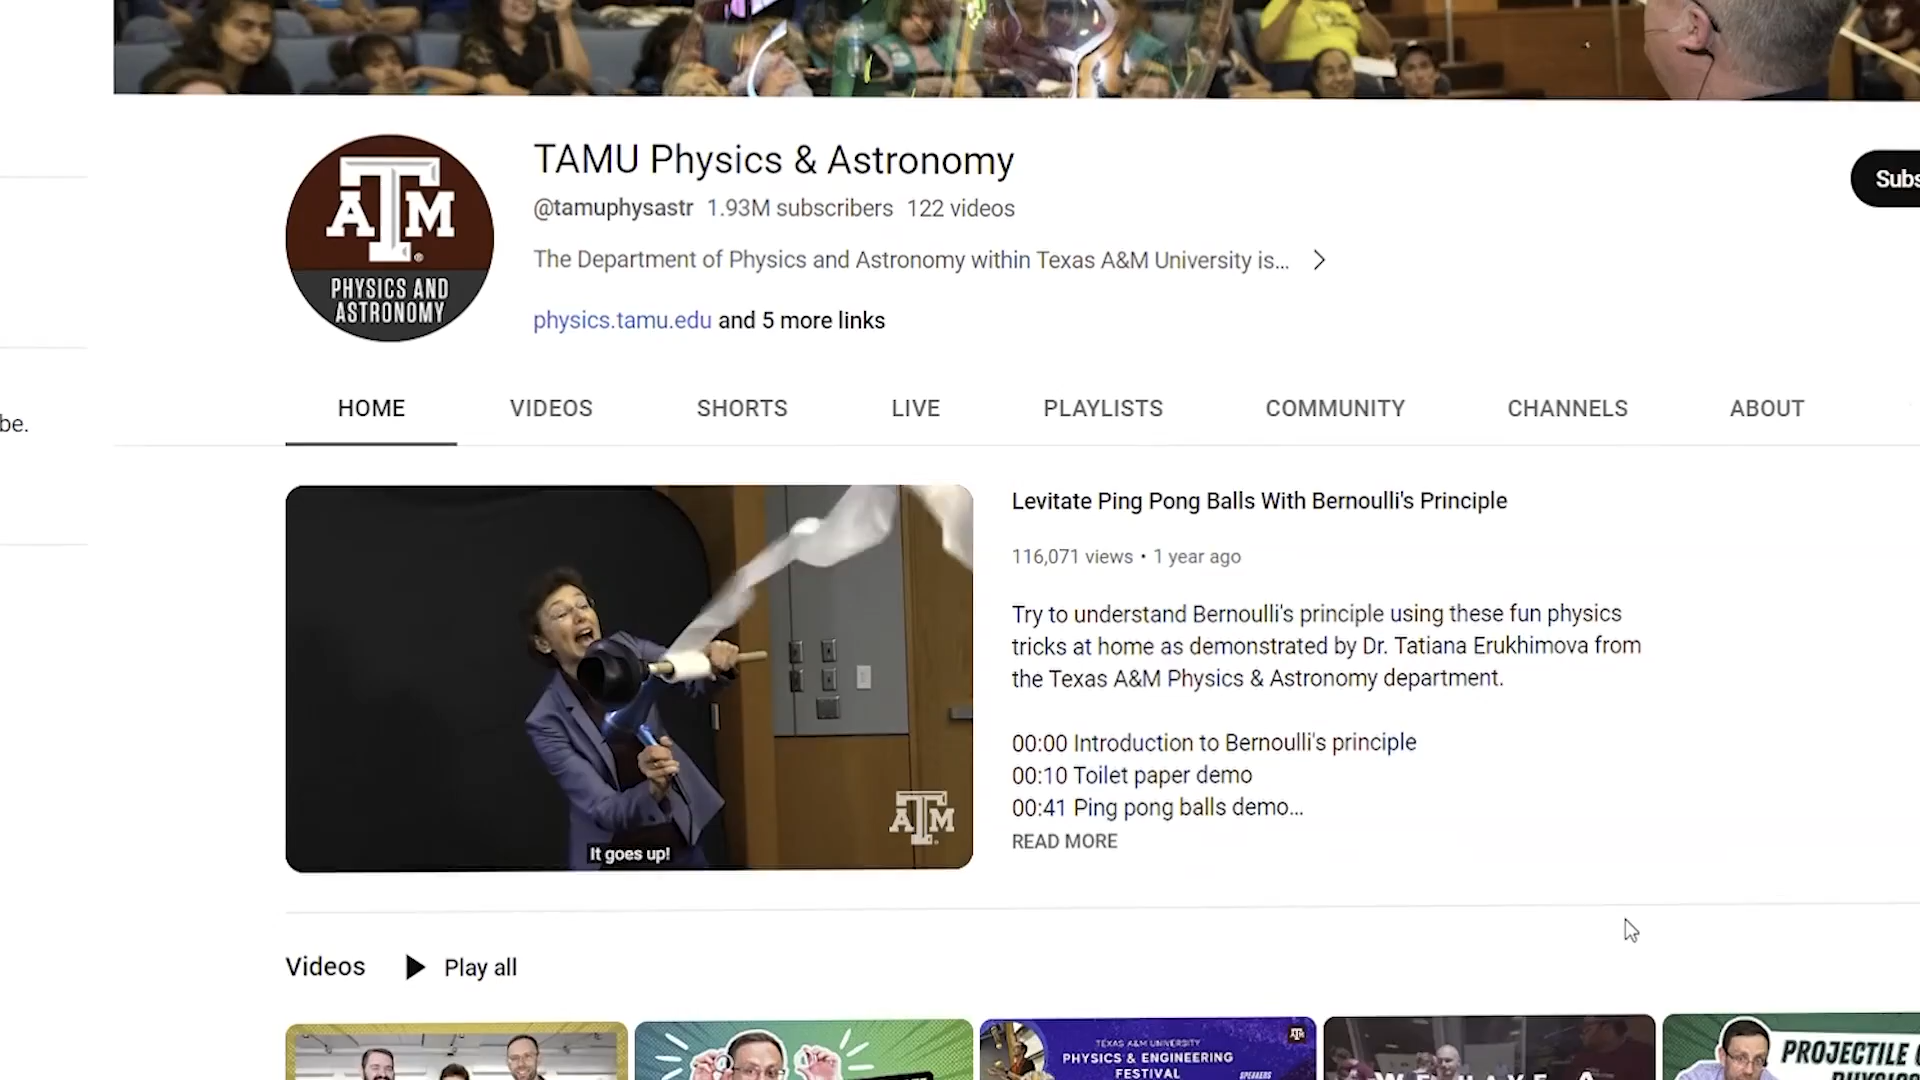 TAMU Physics & Astronomy
@tamuphysastr 1.93M subscribers 122 videos
Subs
The Department of Physics and Astronomy within Texas A&M University is...
physics.tamu.edu and 5 more links
ATM
PHYSICS AND
ASTRONOMY
be.
HOME VIDEOS SHORTS LIVE PLAYLISTS COMMUNITY CHANNELS ABOUT
It goes up!
ATM
Levitate Ping Pong Balls With Bernoulli's Principle
116,071 views • 1 year ago
Try to understand Bernoulli's principle using these fun physics
tricks at home as demonstrated by Dr. Tatiana Erukhimova from
the Texas A&M Physics & Astronomy department.
00:00 Introduction to Bernoulli's principle
00:10 Toilet paper demo
00:41 Ping pong balls demo...
READ MORE
Videos Play all
TEXAS A&M UNIVERSITY
PHYSICS & ENGINEERING
FESTIVAL
SPEAKERS
PROJECTILE